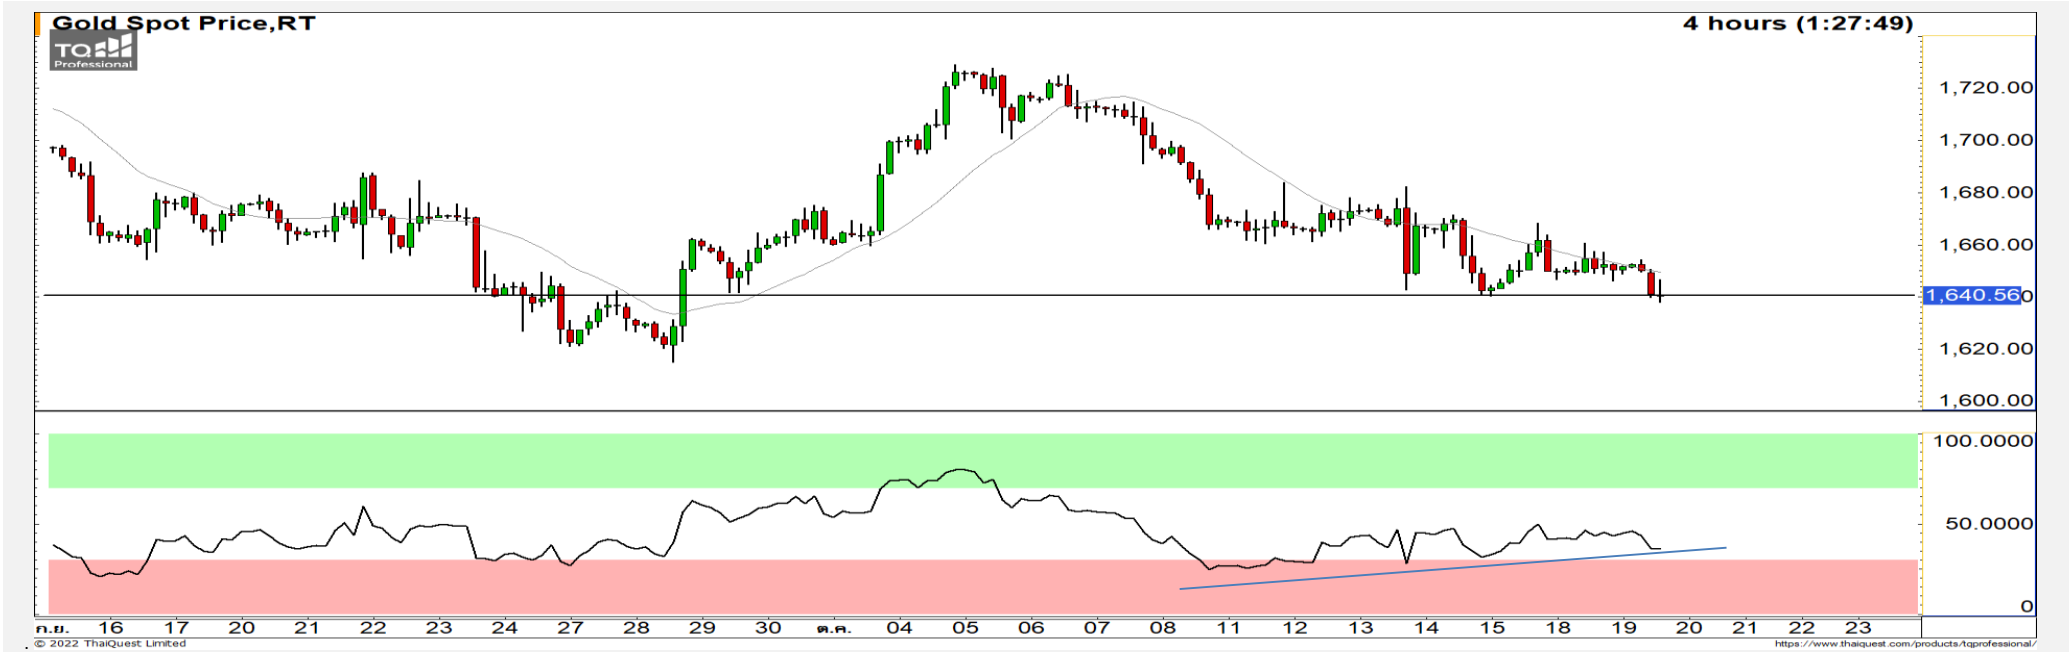 Gold Spot Price,RT
4 hours (1:27:49)
TQ
Professional
1,720.00
1,700.00
1,680.00
1,660.00
1,640.56
1,620.00
1,600.00
100.0000
50.0000
0
ก.ย. 16 17 20 21 22 23 26 27 28 29 30 ต.ค. 04 05 06 07 08 11 12 13 14 15 18 19 20 21 22 23
© 2022 ThaiQuest Limited
https://www.thaiquest.com/products/tqprofessional/